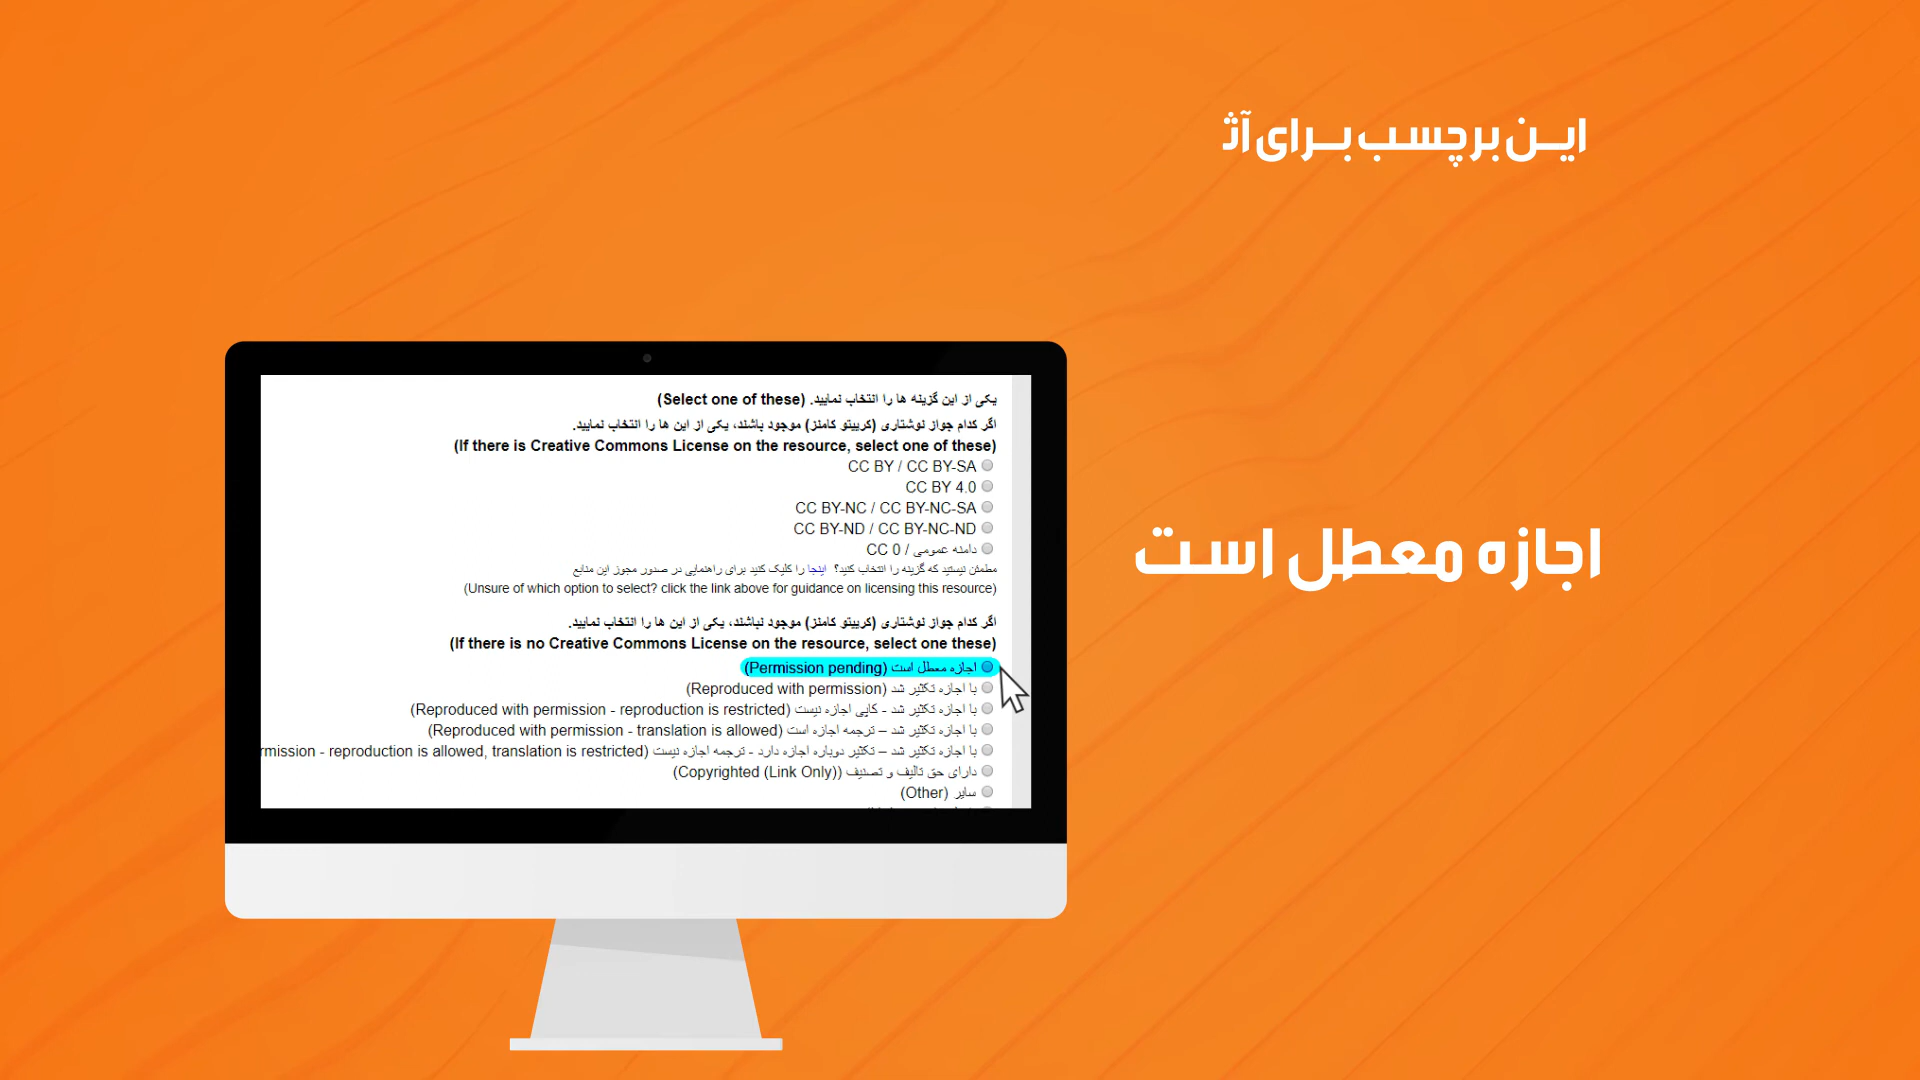 این برچسب برای آثـ
اجازه معطل است
یکی از این گزینه ها را انتخاب نمایید. (Select one of these)
اگر کدام جواز نوشتاری (کرییتو کامنز) موجود باشند، یکی از این ها را انتخاب نمایید.
(If there is Creative Commons License on the resource, select one of these)
CC BY / CC BY-SA
CC BY 4.0
CC BY-NC / CC BY-NC-SA
CC BY-ND / CC BY-NC-ND
دامنه عمومی / CC 0
مطمئن نیستید که گزینه را انتخاب کنید؟ اینجا را کلیک کنید برای راهنمایی در صدور مجوز این منابع
(Unsure of which option to select? click the link above for guidance on licensing this resource)
اگر کدام جواز نوشتاری (کرییتو کامنز) موجود نباشند، یکی از این ها را انتخاب نمایید.
(If there is no Creative Commons License on the resource, select one these)
اجازه معطل است (Permission pending)
با اجازه تکثیر شد (Reproduced with permission)
با اجازه تکثیر شد - کاپی اجازه نیست (Reproduced with permission - reproduction is restricted)
با اجازه تکثیر شد – ترجمه اجازه است (Reproduced with permission - translation is allowed)
با اجازه تکثیر شد – تکثیر دوباره اجازه دارد - ترجمه اجازه نیست (rmission - reproduction is allowed, translation is restricted)
دارای حق تالیف و تصنیف (Copyrighted (Link Only))
سایر (Other)